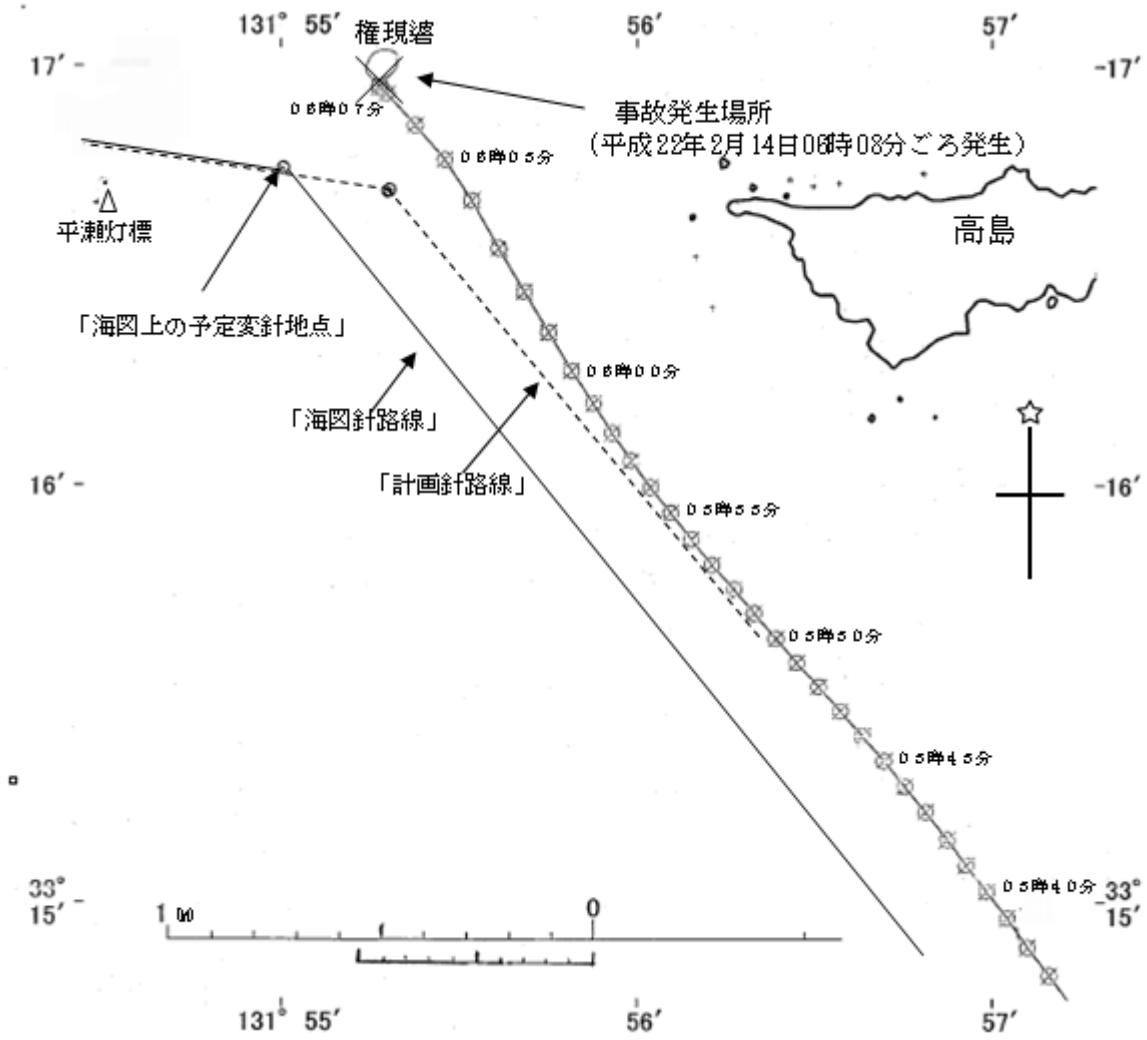 131° 55′ 56′ 57′
権現碆
17′ -17′
06時07分
事故発生場所
(平成22年2月14日06時08分ごろ発生)
06時05分
平瀬灯標
高島
「海図上の予定変針地点」
06時00分
「海図針路線」
「計画針路線」
16′ -16′
05時55分
05時50分
05時45分
05時40分
33° 33°
15′ 15′
1 M 0
131° 55′ 56′ 57′